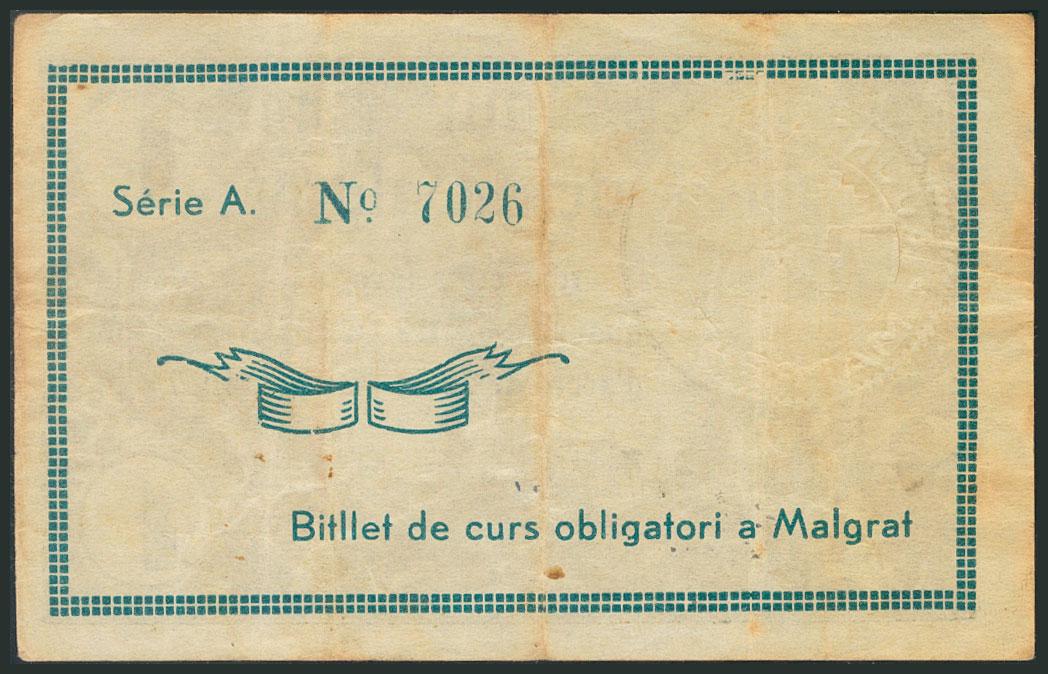 Série A. Nº 7026
Bitllet de curs obligatori a Malgrat